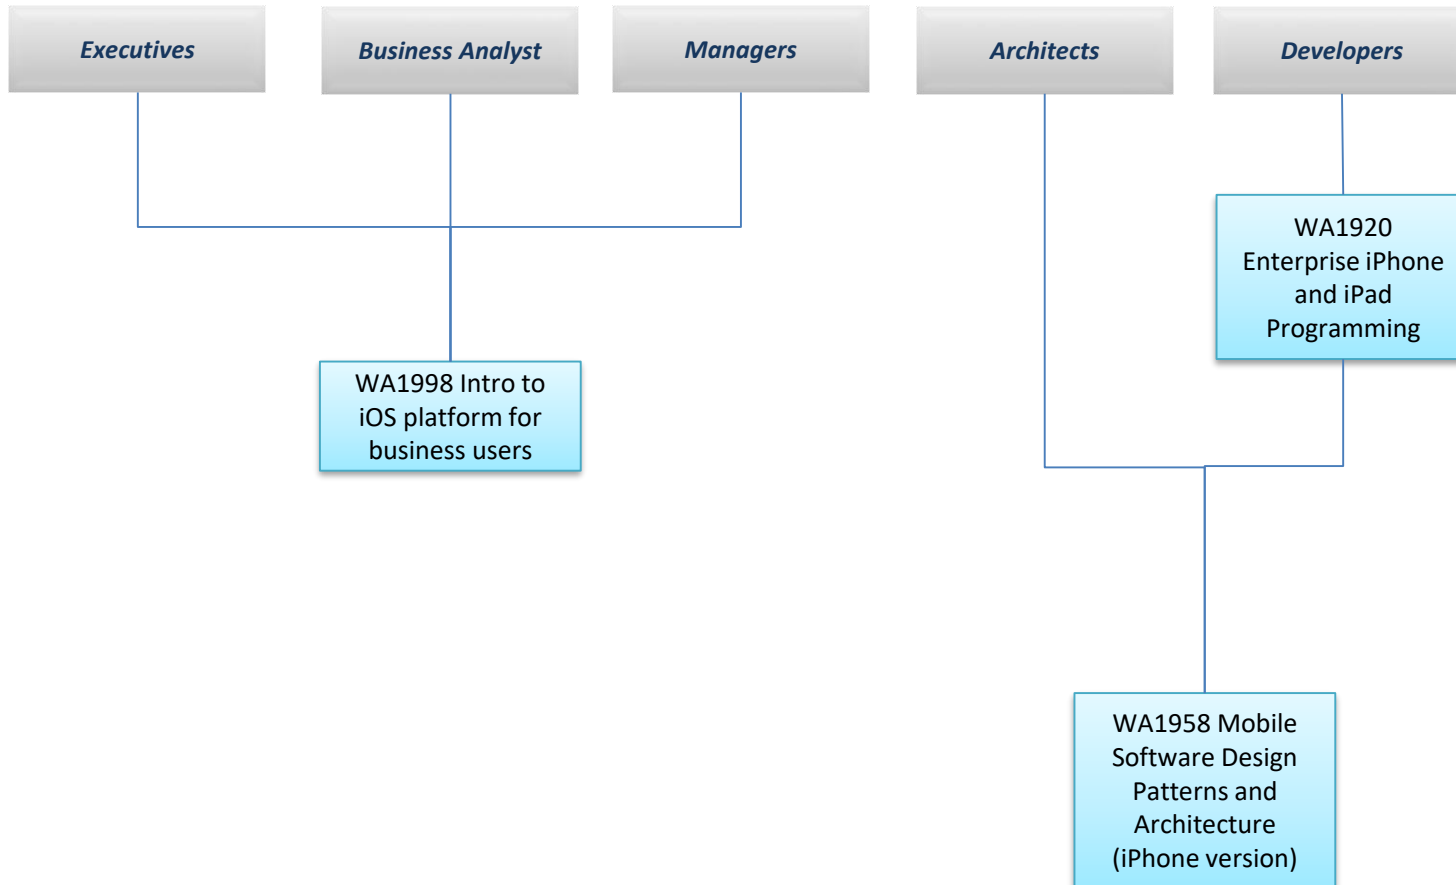 Executives
Business Analyst
Managers
Architects
Developers
WA1920
Enterprise iPhone
and iPad
Programming
WA1998 Intro to
iOS platform for
business users
WA1958 Mobile
Software Design
Patterns and
Architecture
(iPhone version)